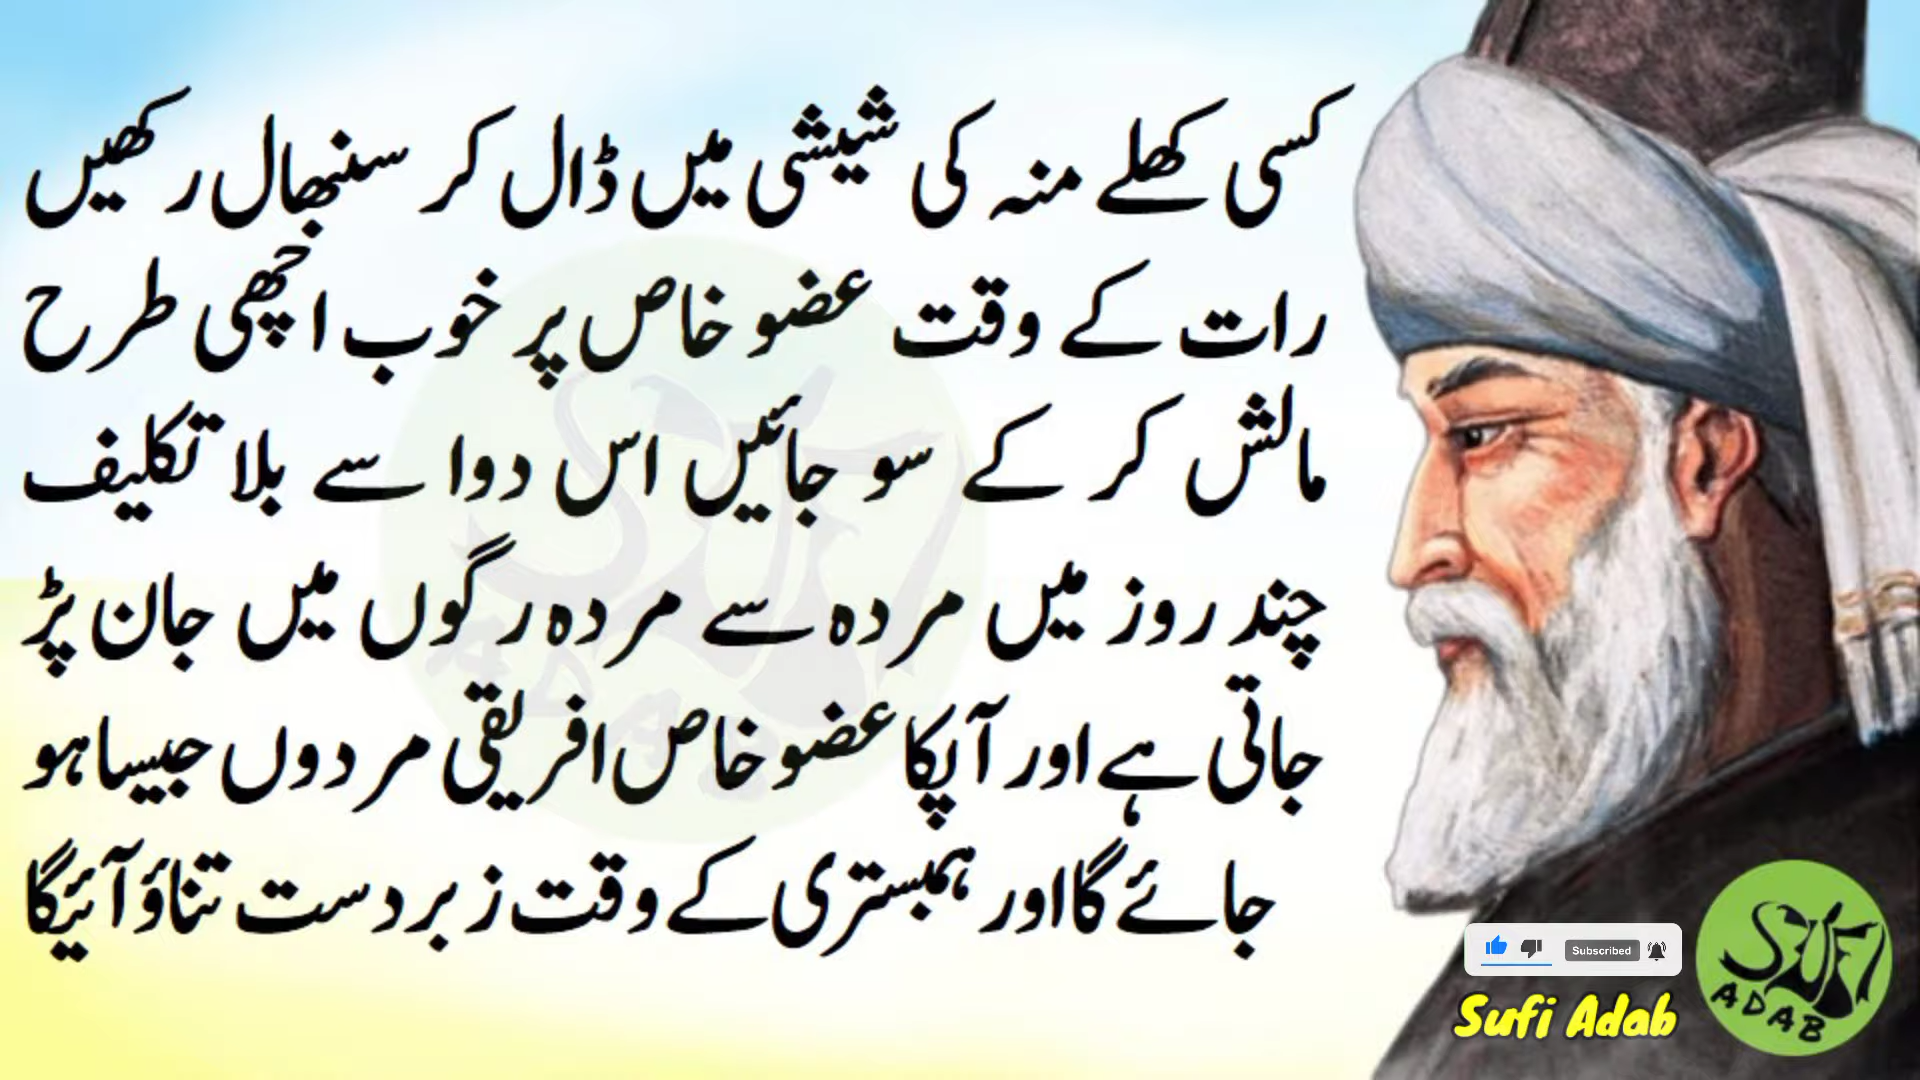 کسی کھلے منہ کی شیشی میں ڈال کر سنبھال رکھیں
رات کے وقت عضو خاص پر خوب اچھی طرح
مالش کر کے سو جائیں اس دوا سے بلا تکلیف
چند روز میں مردہ سے مردہ رگوں میں جان پڑ
جاتی ہے اور آپکا عضو خاص افریقی مردوں جیسا ہو
جائے گا اور ہمبستری کے وقت زبردست تناؤ آئیگا
Subscribed
Sufi Adab
SUFI
ADAB